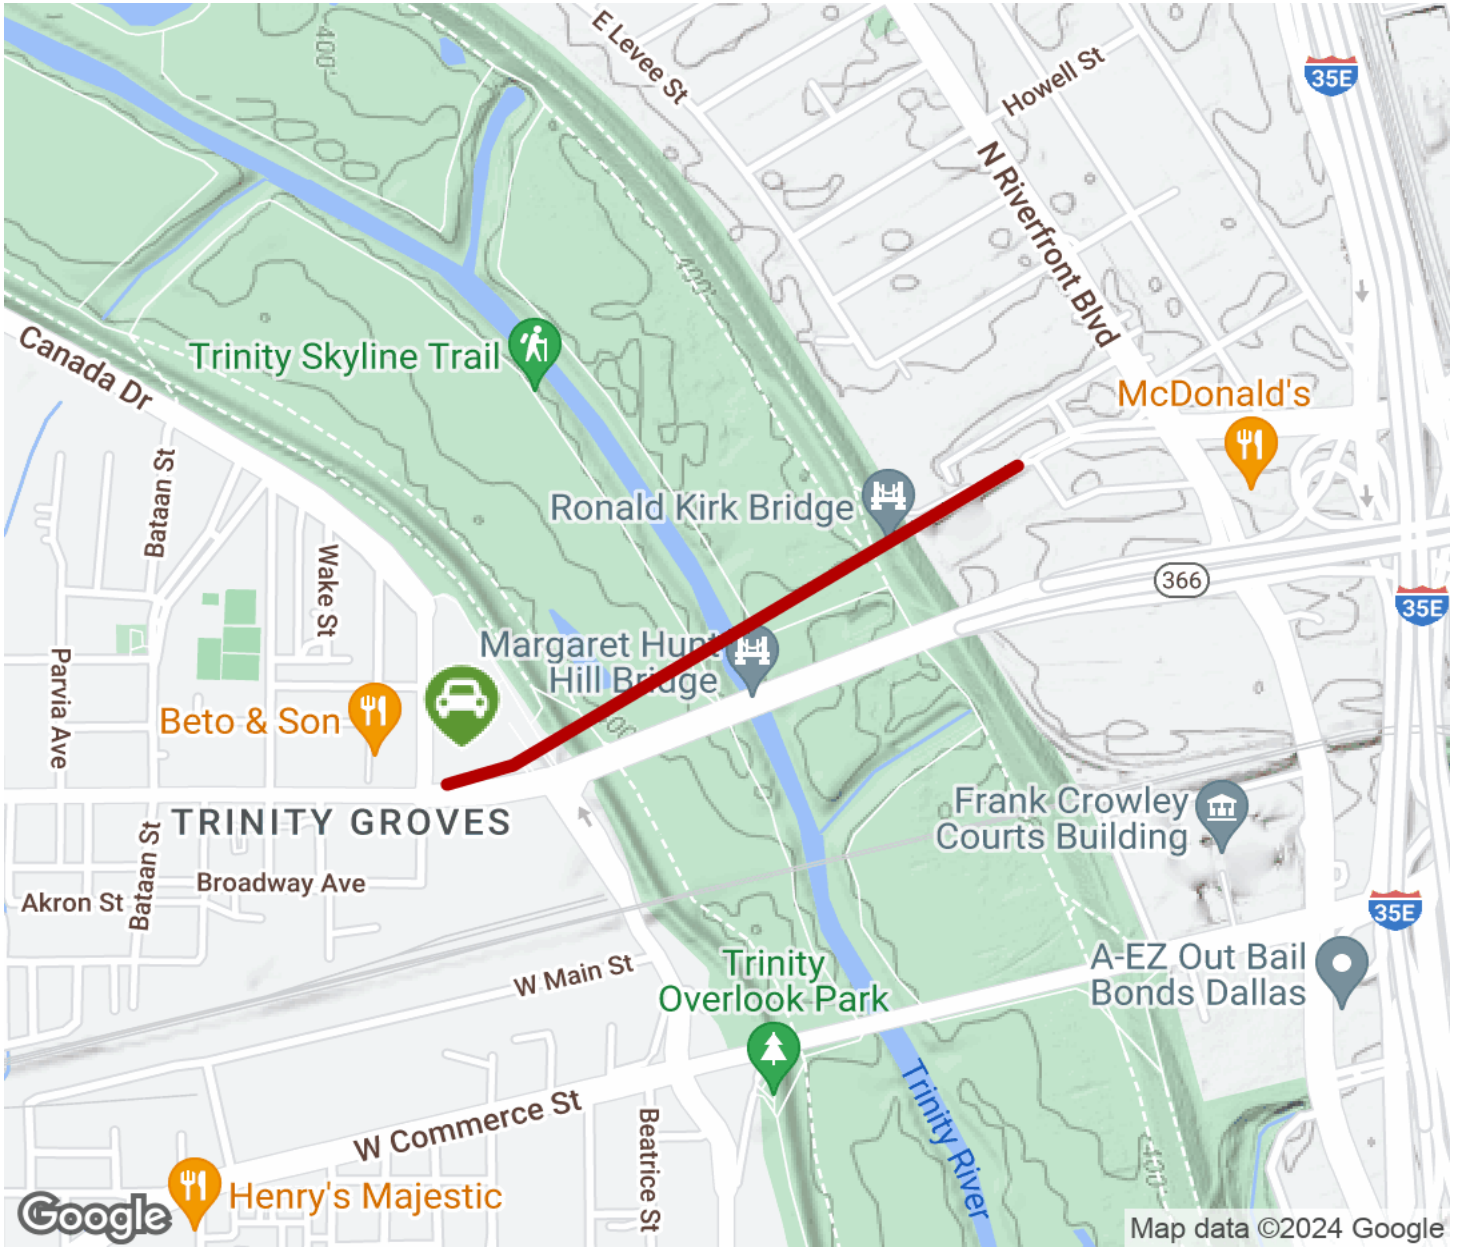 400'
E Levee St
Howell St
35E
N Riverfront Blvd
400'
Trinity Skyline Trail
Canada Dr
McDonald's
Bataan St
Ronald Kirk Bridge
Wake St
366
35E
Margaret Hunt
Hill Bridge
Parvia Ave
Beto & Son
TRINITY GROVES
Frank Crowley
Courts Building
Bataan St
Broadway Ave
Akron St
35E
W Main St
Trinity
Overlook Park
A-EZ Out Bail
Bonds Dallas
Trinity River
W Commerce St
Beatrice St
400'
Henry's Majestic
Google
Map data ©2024 Google